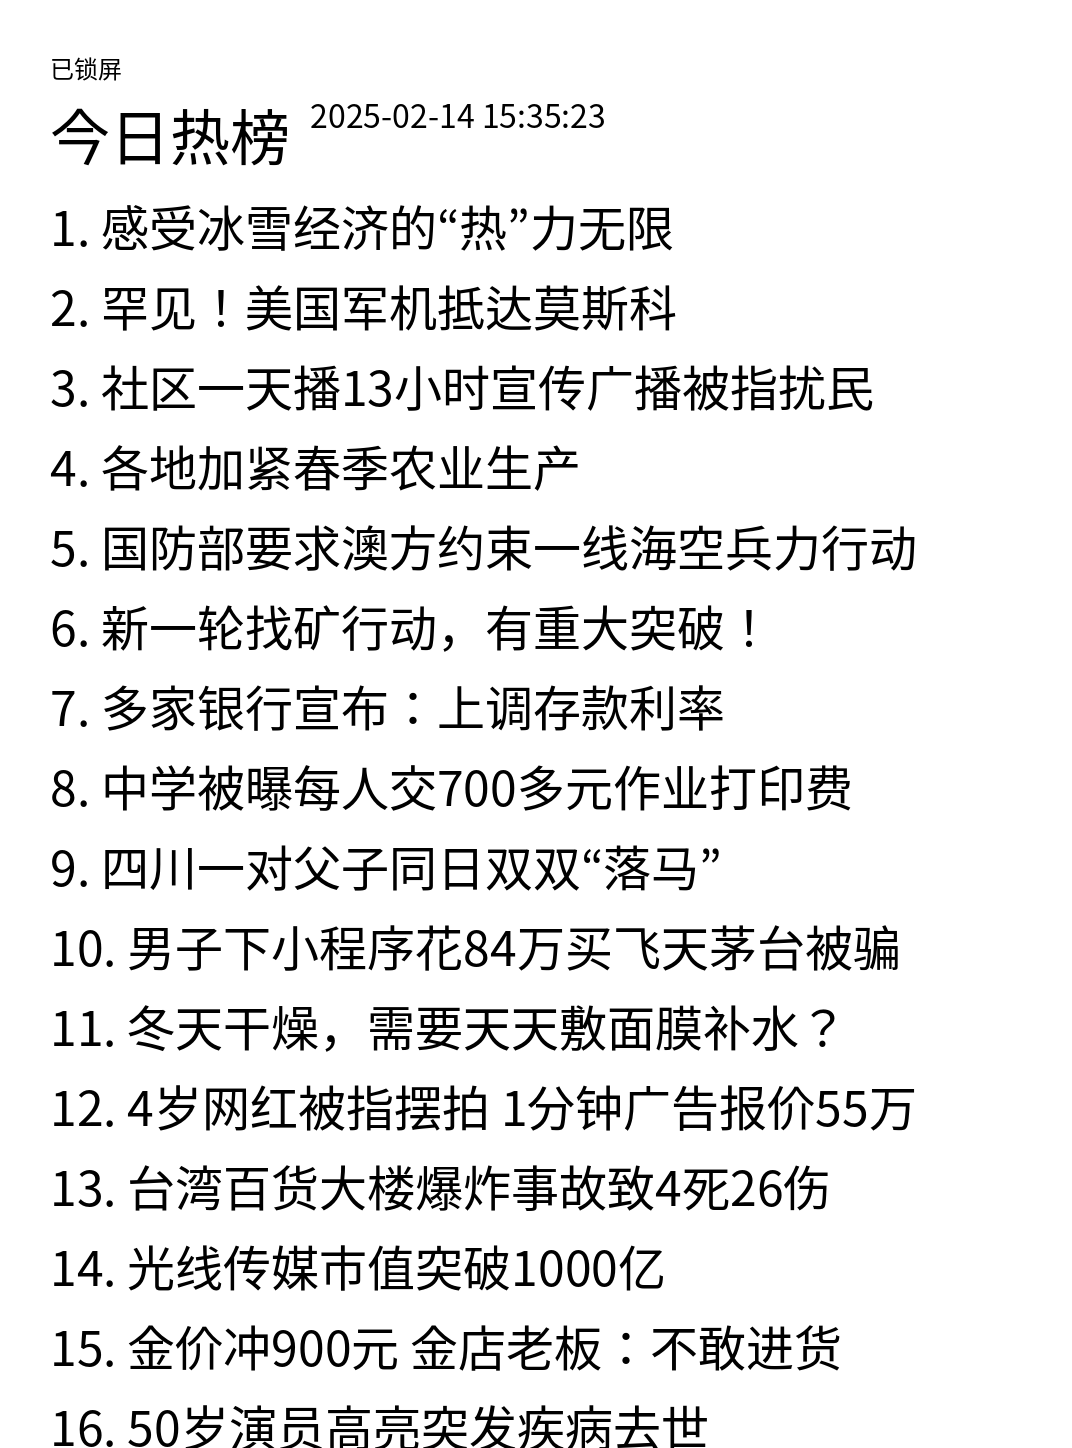 已锁屏
今日热榜 2025-02-14 15:35:23
1. 感受冰雪经济的“热”力无限
2. 罕见！美国军机抵达莫斯科
3. 社区一天播13小时宣传广播被指扰民
4. 各地加紧春季农业生产
5. 国防部要求澳方约束一线海空兵力行动
6. 新一轮找矿行动，有重大突破！
7. 多家银行宣布：上调存款利率
8. 中学被曝每人交700多元作业打印费
9. 四川一对父子同日双双“落马”
10. 男子下小程序花84万买飞天茅台被骗
11. 冬天干燥，需要天天敷面膜补水？
12. 4岁网红被指摆拍 1分钟广告报价55万
13. 台湾百货大楼爆炸事故致4死26伤
14. 光线传媒市值突破1000亿
15. 金价冲900元 金店老板：不敢进货
16. 50岁演员高亮突发疾病去世